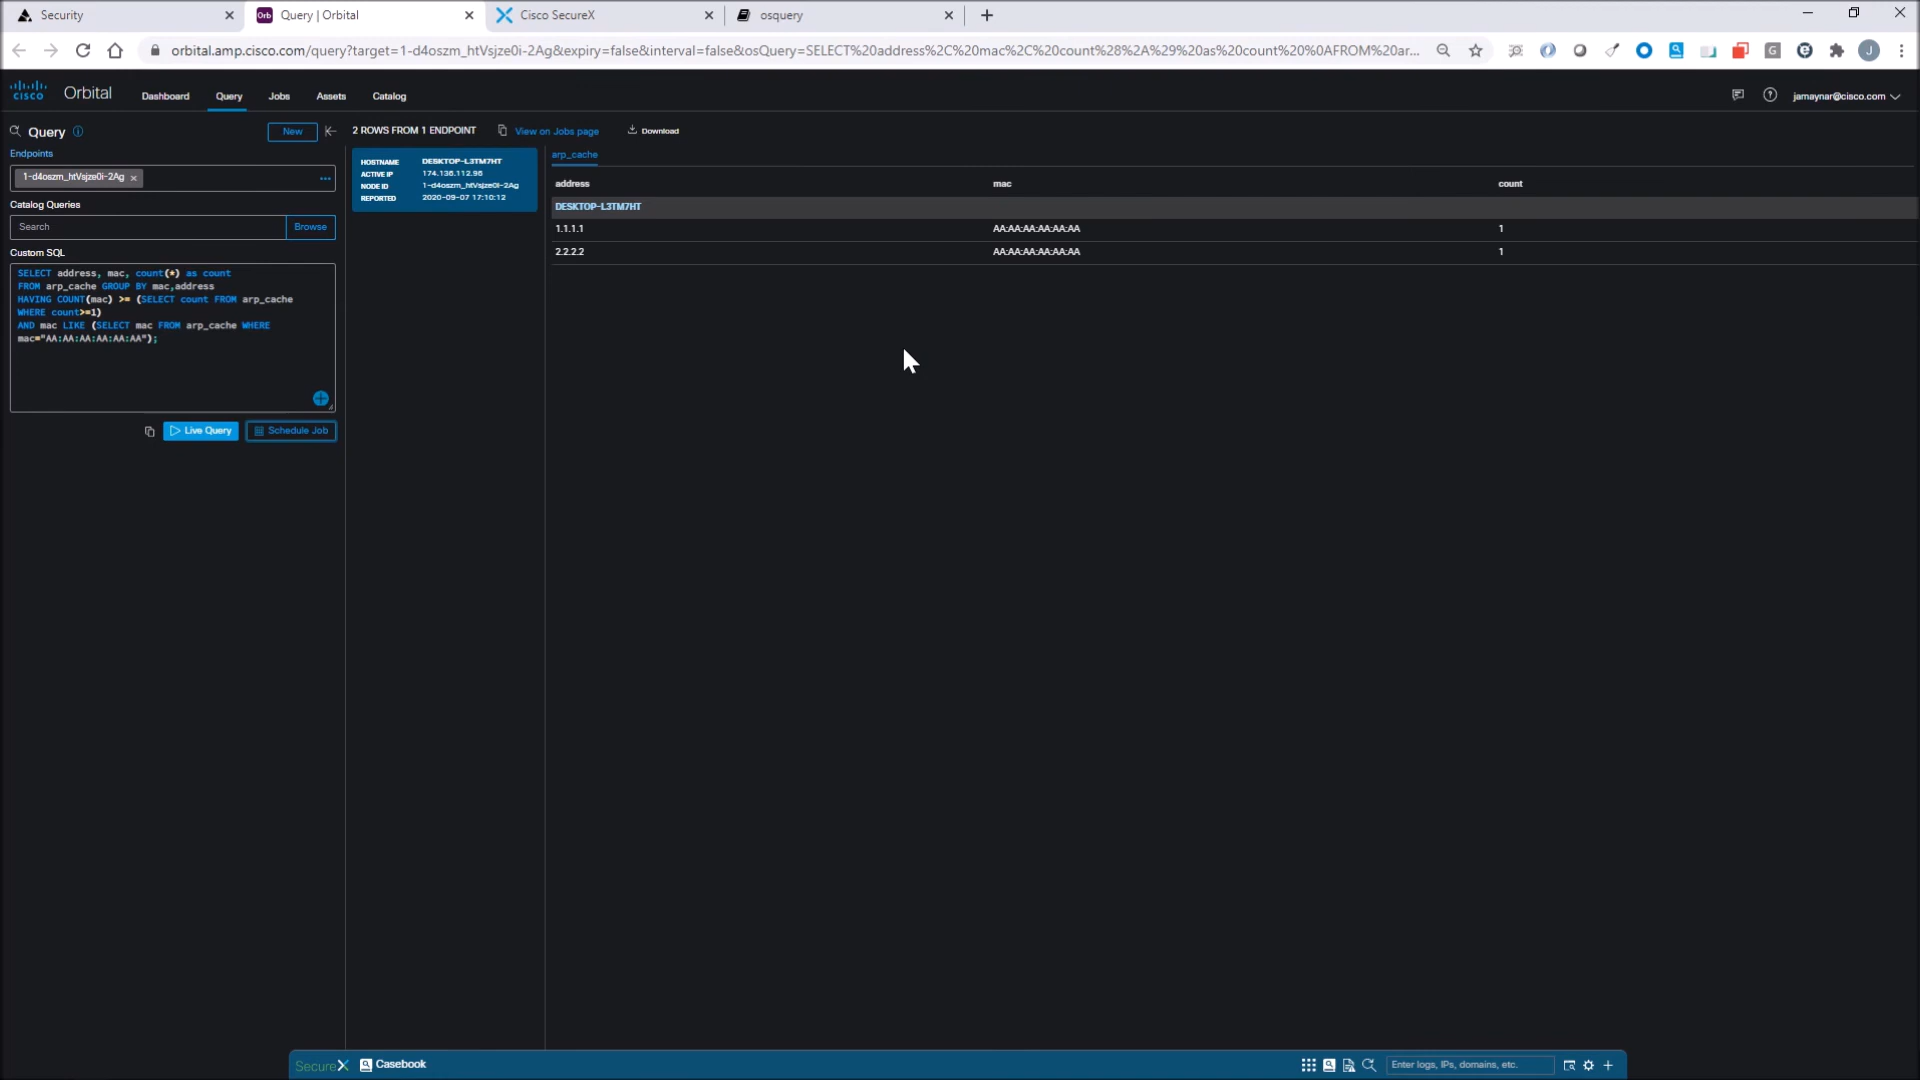 Security
Orb
Query | Orbital
Cisco SecureX
osquery
orbital.amp.cisco.com/query?target=1-d4oszm_htVsjze0i-2Ag&expiry=false&interval=false&osQuery=SELECT%20address%2C%20mac%2C%20count%28%2A%29%20as%20count%20%0AFROM%20ar...
G
J
cisco
Orbital
Dashboard
Query
Jobs
Assets
Catalog
jamaynar@cisco.com
Query
New
2 ROWS FROM 1 ENDPOINT
View on Jobs page
Download
Endpoints
1-d4oszm_htVsjze0i-2Ag ×
Catalog Queries
Search
Browse
Custom SQL
SELECT address, mac, count(*) as count
FROM arp_cache GROUP BY mac,address
HAVING COUNT(mac) >= (SELECT count FROM arp_cache
WHERE count>=1)
AND mac LIKE (SELECT mac FROM arp_cache WHERE
mac="AA:AA:AA:AA:AA:AA");
Live Query
Schedule Job
HOSTNAME DESKTOP-L3TM7HT
ACTIVE IP 174.136.112.96
NODE ID 1-d4oszm_htVsjze0i-2Ag
REPORTED 2020-09-07 17:10:12
arp_cache
address mac count
DESKTOP-L3TM7HT
1.1.1.1 AA:AA:AA:AA:AA:AA 1
2.2.2.2 AA:AA:AA:AA:AA:AA 1
SecureX
Casebook
Enter logs, IPs, domains, etc.